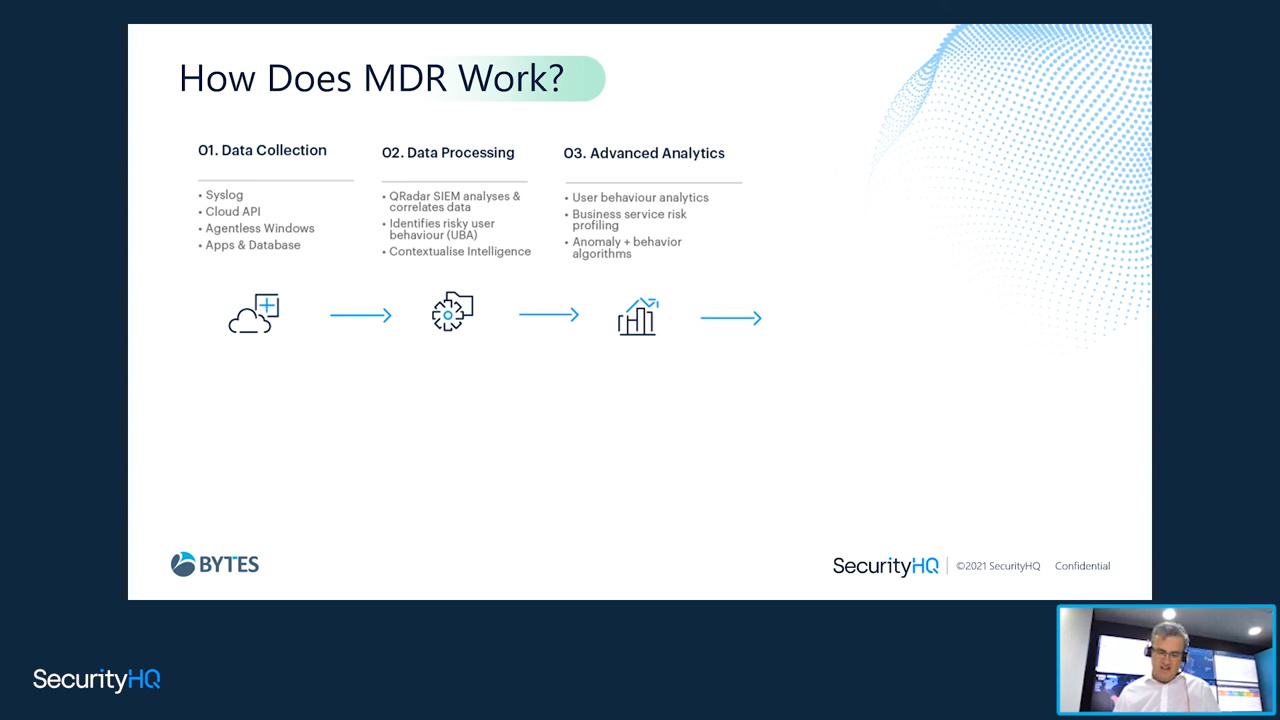 How Does MDR Work?
01. Data Collection
• Syslog
• Cloud API
• Agentless Windows
• Apps & Database
02. Data Processing
• QRadar SIEM analyses &
correlates data
• Identifies risky user
behaviour (UBA)
• Contextualise Intelligence
03. Advanced Analytics
• User behaviour analytics
• Business service risk
profiling
• Anomaly + behavior
algorithms
BYTES
SecurityHQ
©2021 SecurityHQ Confidential
SecurityHQ